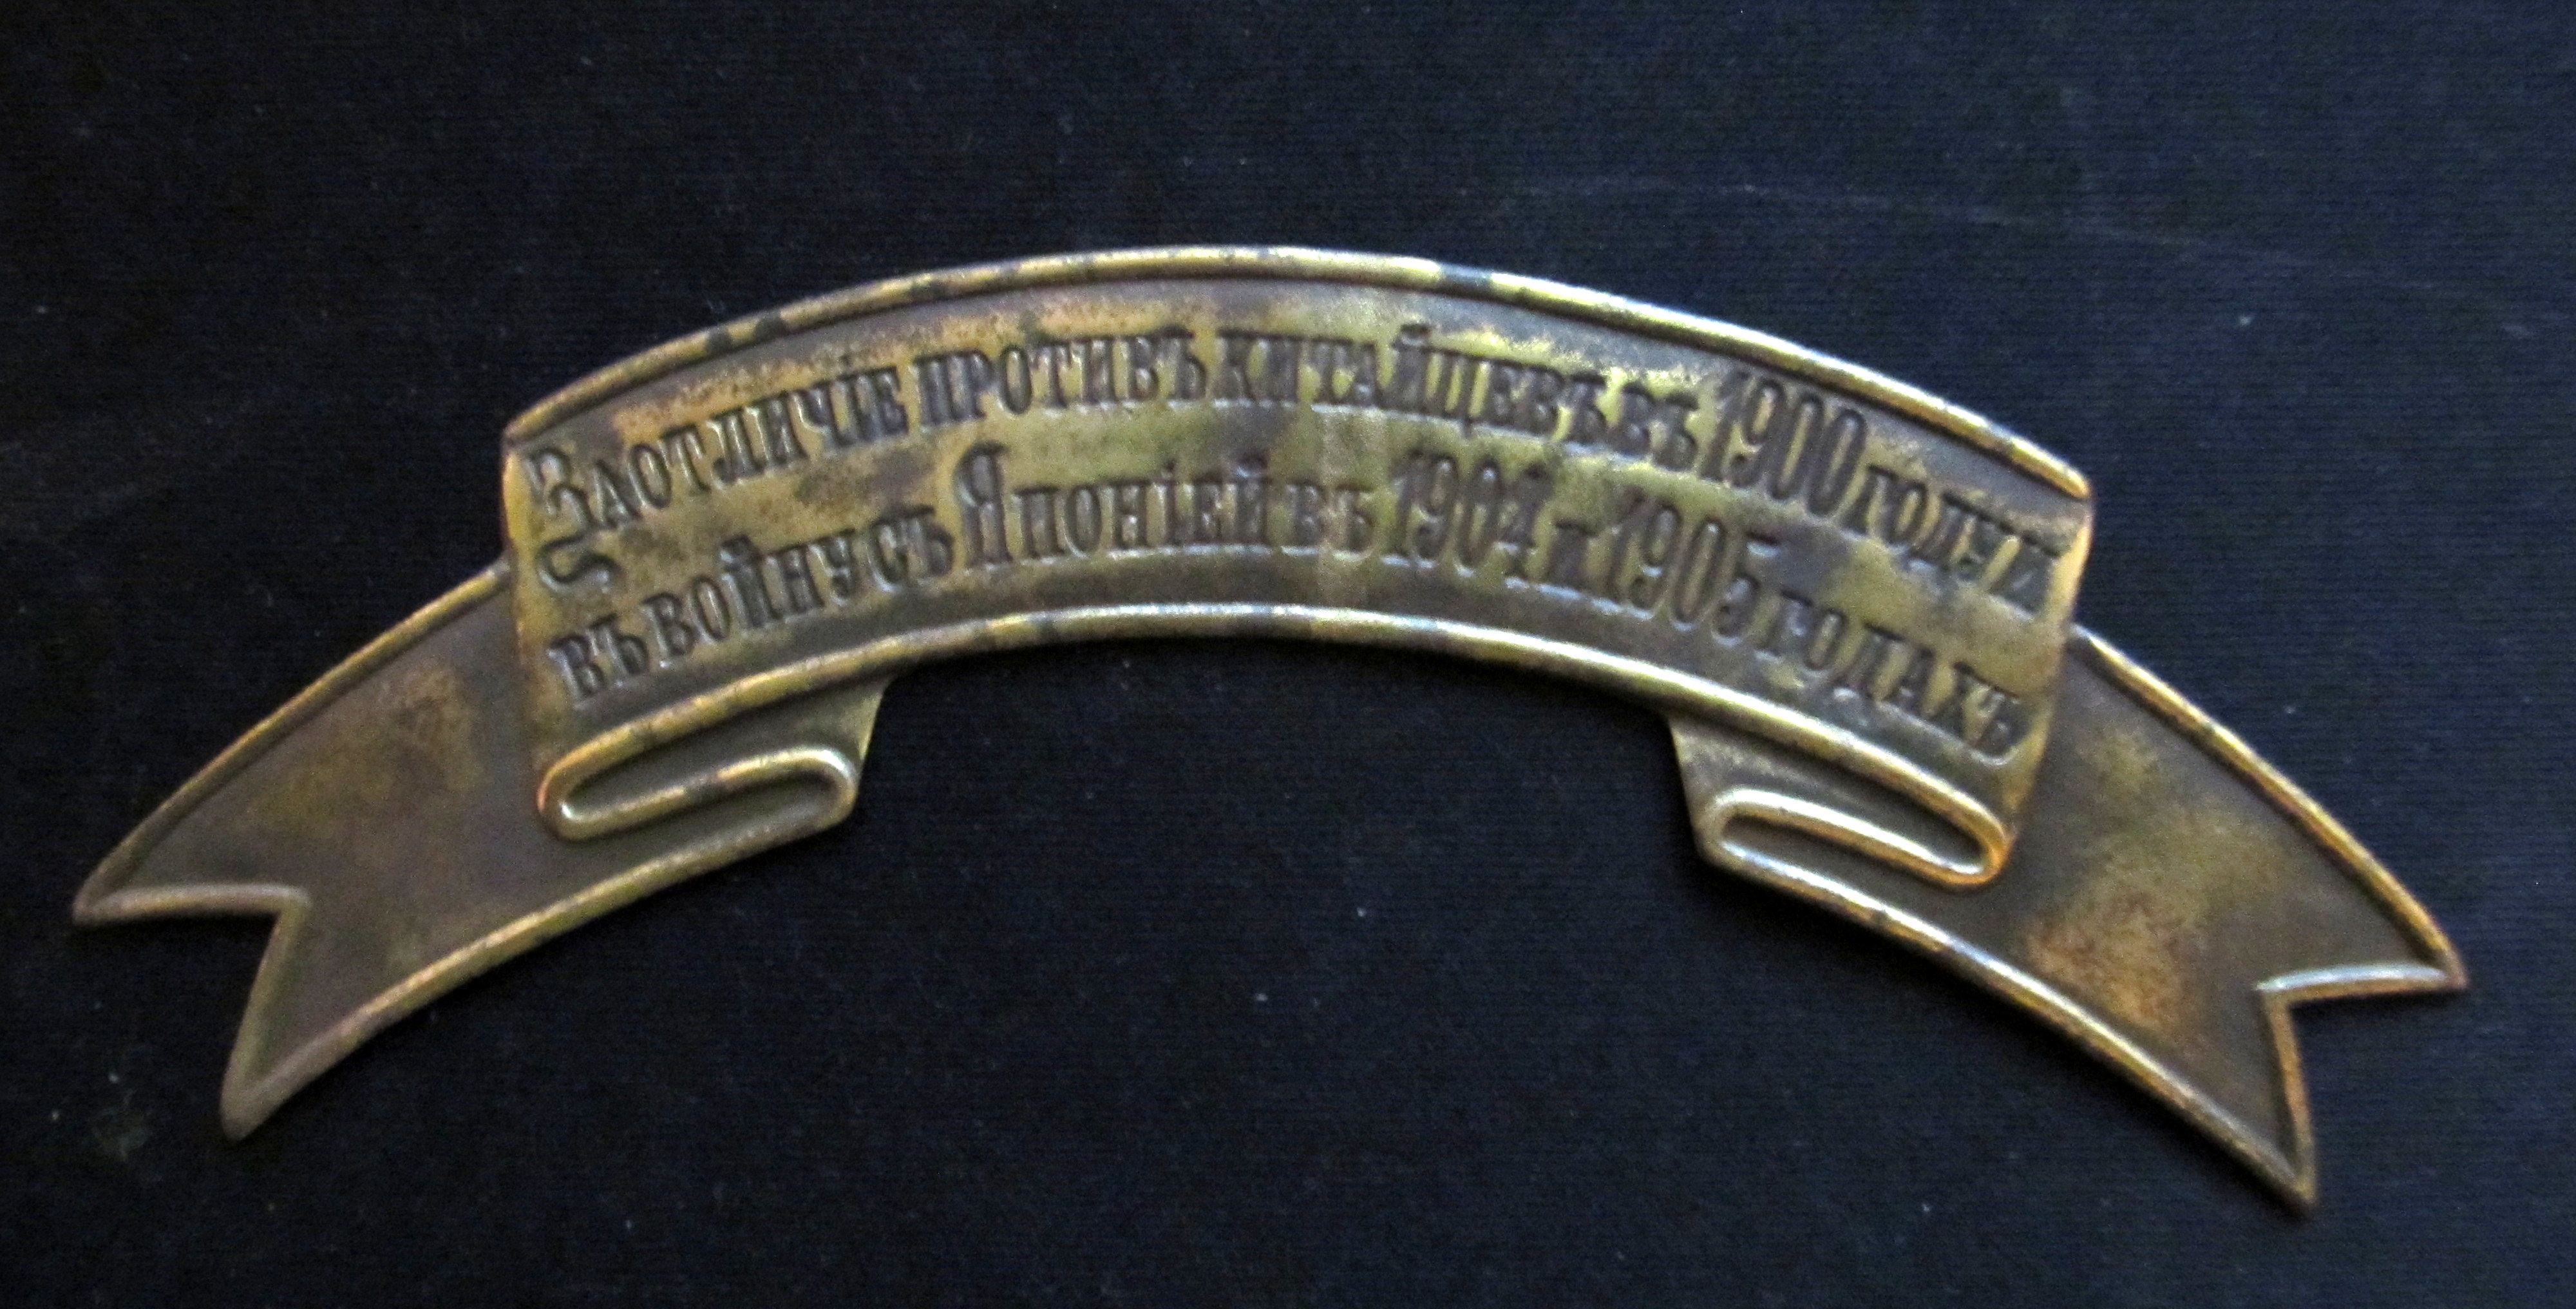 За отличіе противъ китайцевъ въ 1900 году и
въ войну съ Японіей въ 1904 и 1905 годахъ